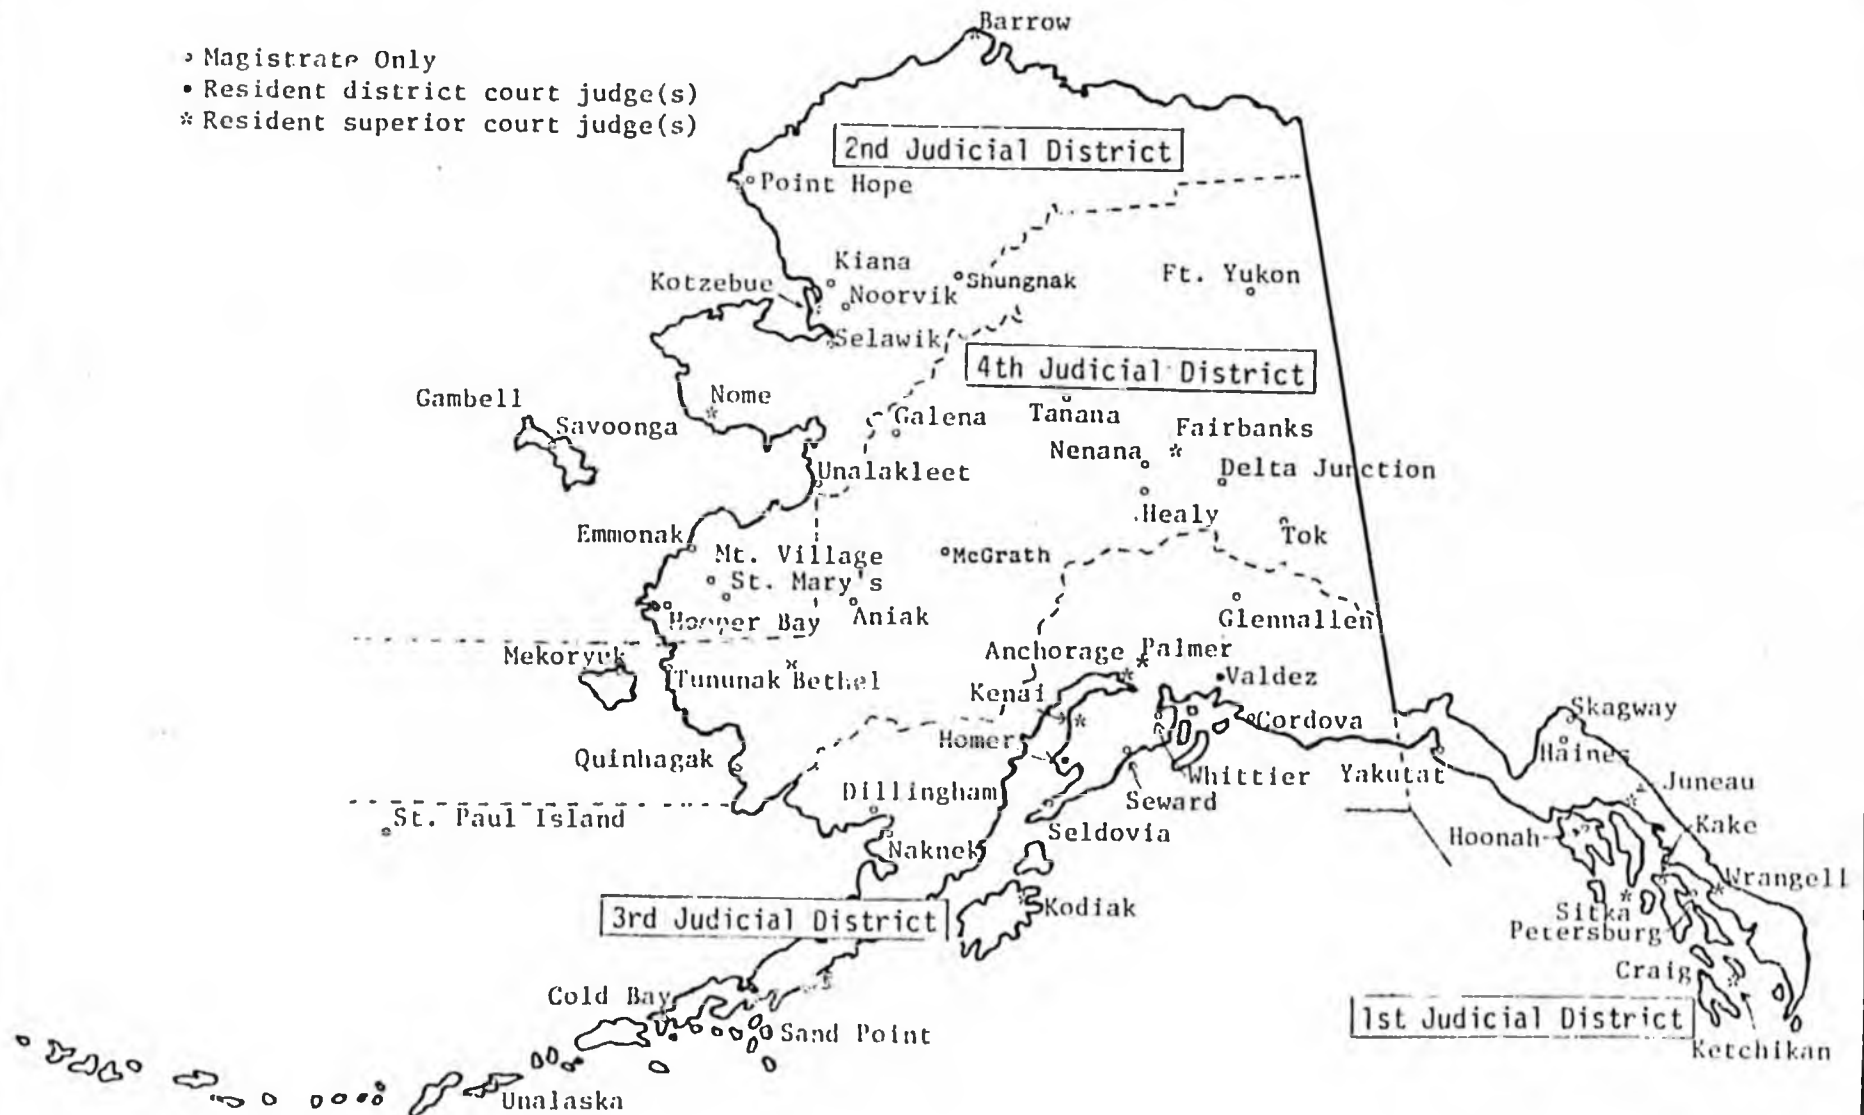 Barrow
Magistrate Only
• Resident district court judge(s)
* Resident superior court judge(s)
2nd Judicial District
Point Hope
Kiana
Kotzebue
Noorvik
Shungnak
Ft. Yukon
Selawik
4th Judicial District
Gambell
Savoonga
Nome
Galena
Tanana
Fairbanks
Nenana
Delta Junction
Unalakleet
Healy
Tok
Emmonak
Mt. Village
McGrath
St. Mary's
Hooper Bay
Aniak
Glennallen
Mekoryuk
Tununak
Bethel
Anchorage
Palmer
Kenai
Valdez
Cordova
Skagway
Homer
Haines
Quinhagak
Whittier
Yakutat
Juneau
Dillingham
Seward
St. Paul Island
Seldovia
Hoonah
Kake
Naknek
Wrangell
3rd Judicial District
Kodiak
Sitka
Petersburg
Craig
Cold Bay
Sand Point
1st Judicial District
Ketchikan
Unalaska